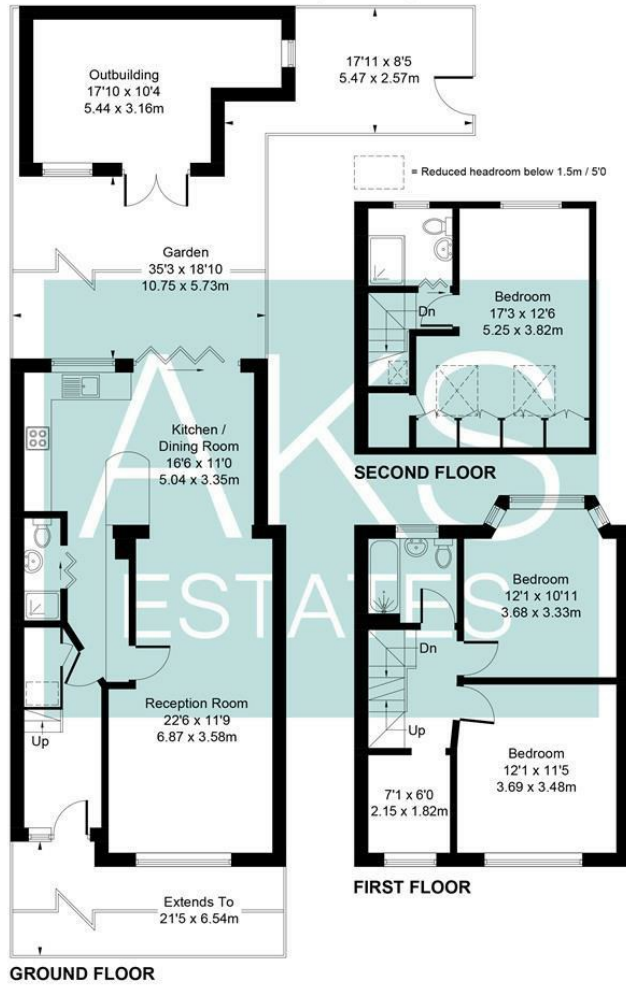 Outbuilding
17'10 x 10'4
5.44 x 3.16m
17'11 x 8'5
5.47 x 2.57m
= Reduced headroom below 1.5m / 5'0
Garden
35'3 x 18'10
10.75 x 5.73m
Dn
Bedroom
17'3 x 12'6
5.25 x 3.82m
SECOND FLOOR
Kitchen /
Dining Room
16'6 x 11'0
5.04 x 3.35m
AKS
ESTATES
Bedroom
12'1 x 10'11
3.68 x 3.33m
Dn
Up
Reception Room
22'6 x 11'9
6.87 x 3.58m
Up
Bedroom
12'1 x 11'5
3.69 x 3.48m
7'1 x 6'0
2.15 x 1.82m
FIRST FLOOR
Extends To
21'5 x 6.54m
GROUND FLOOR